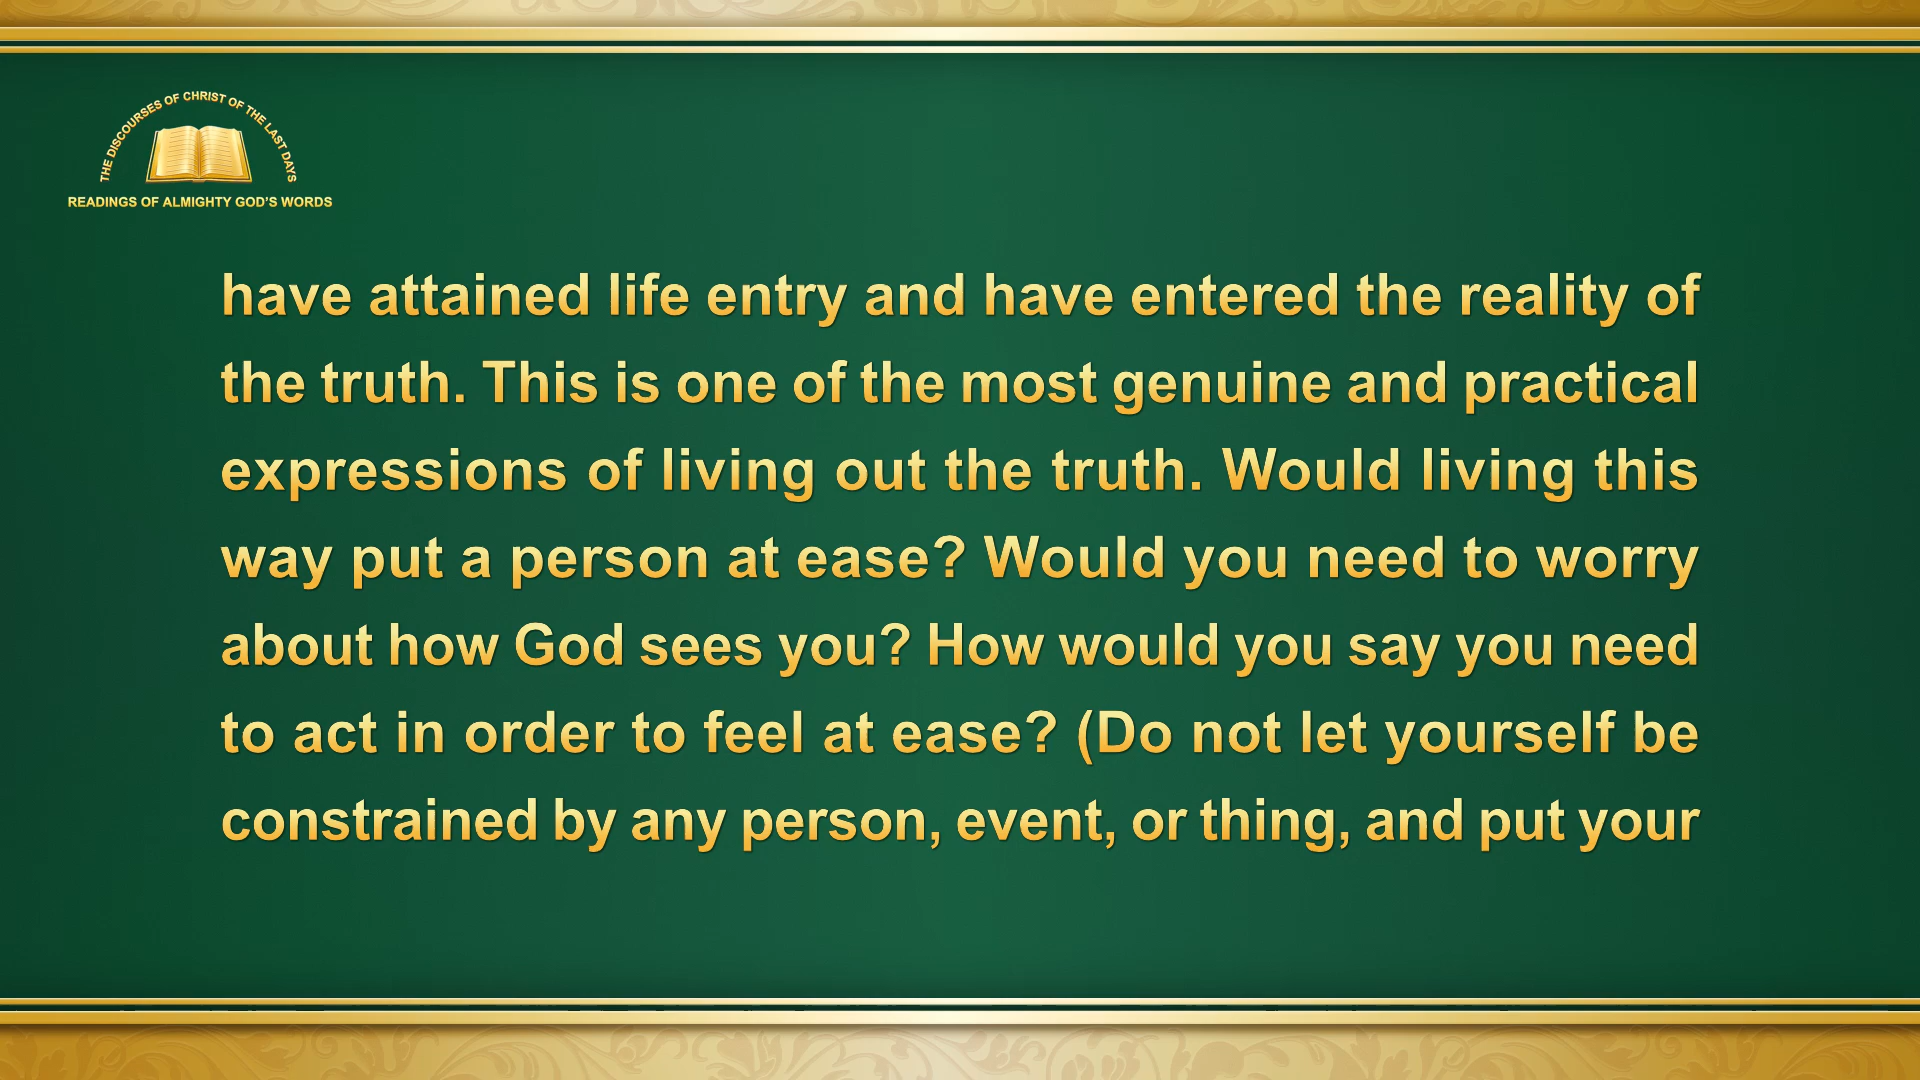 THE DISCOURSES OF CHRIST OF THE LAST DAYS
READINGS OF ALMIGHTY GOD'S WORDS
have attained life entry and have entered the reality of
the truth. This is one of the most genuine and practical
expressions of living out the truth. Would living this
way put a person at ease? Would you need to worry
about how God sees you? How would you say you need
to act in order to feel at ease? (Do not let yourself be
constrained by any person, event, or thing, and put your